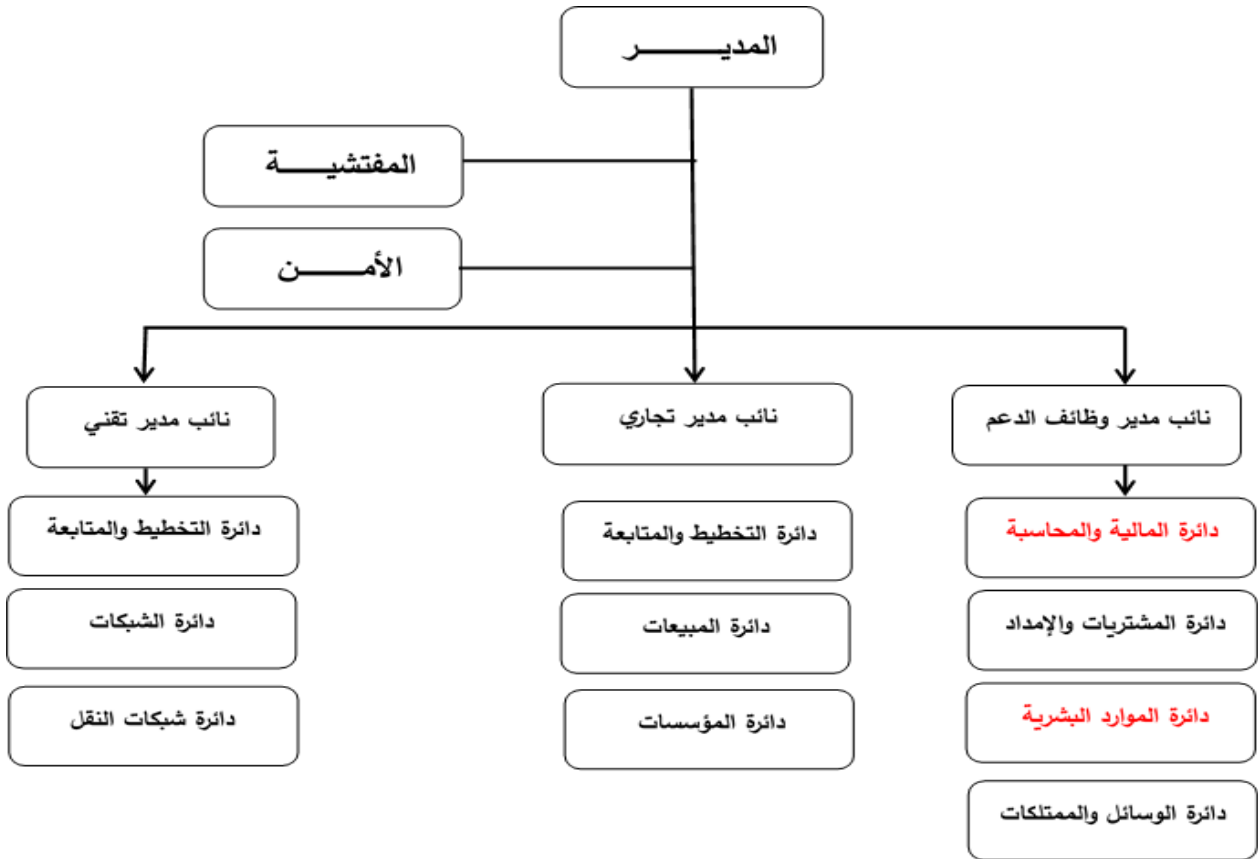 المديـــــــر
المفتشيـــــة
الأمـــــن
نائب مدير وظائف الدعم
نائب مدير تجاري
نائب مدير تقني
دائرة المالية والمحاسبة
دائرة المشتريات والإمداد
دائرة الموارد البشرية
دائرة الوسائل والممتلكات
دائرة التخطيط والمتابعة
دائرة المبيعات
دائرة المؤسسات
دائرة التخطيط والمتابعة
دائرة الشبكات
دائرة شبكات النقل